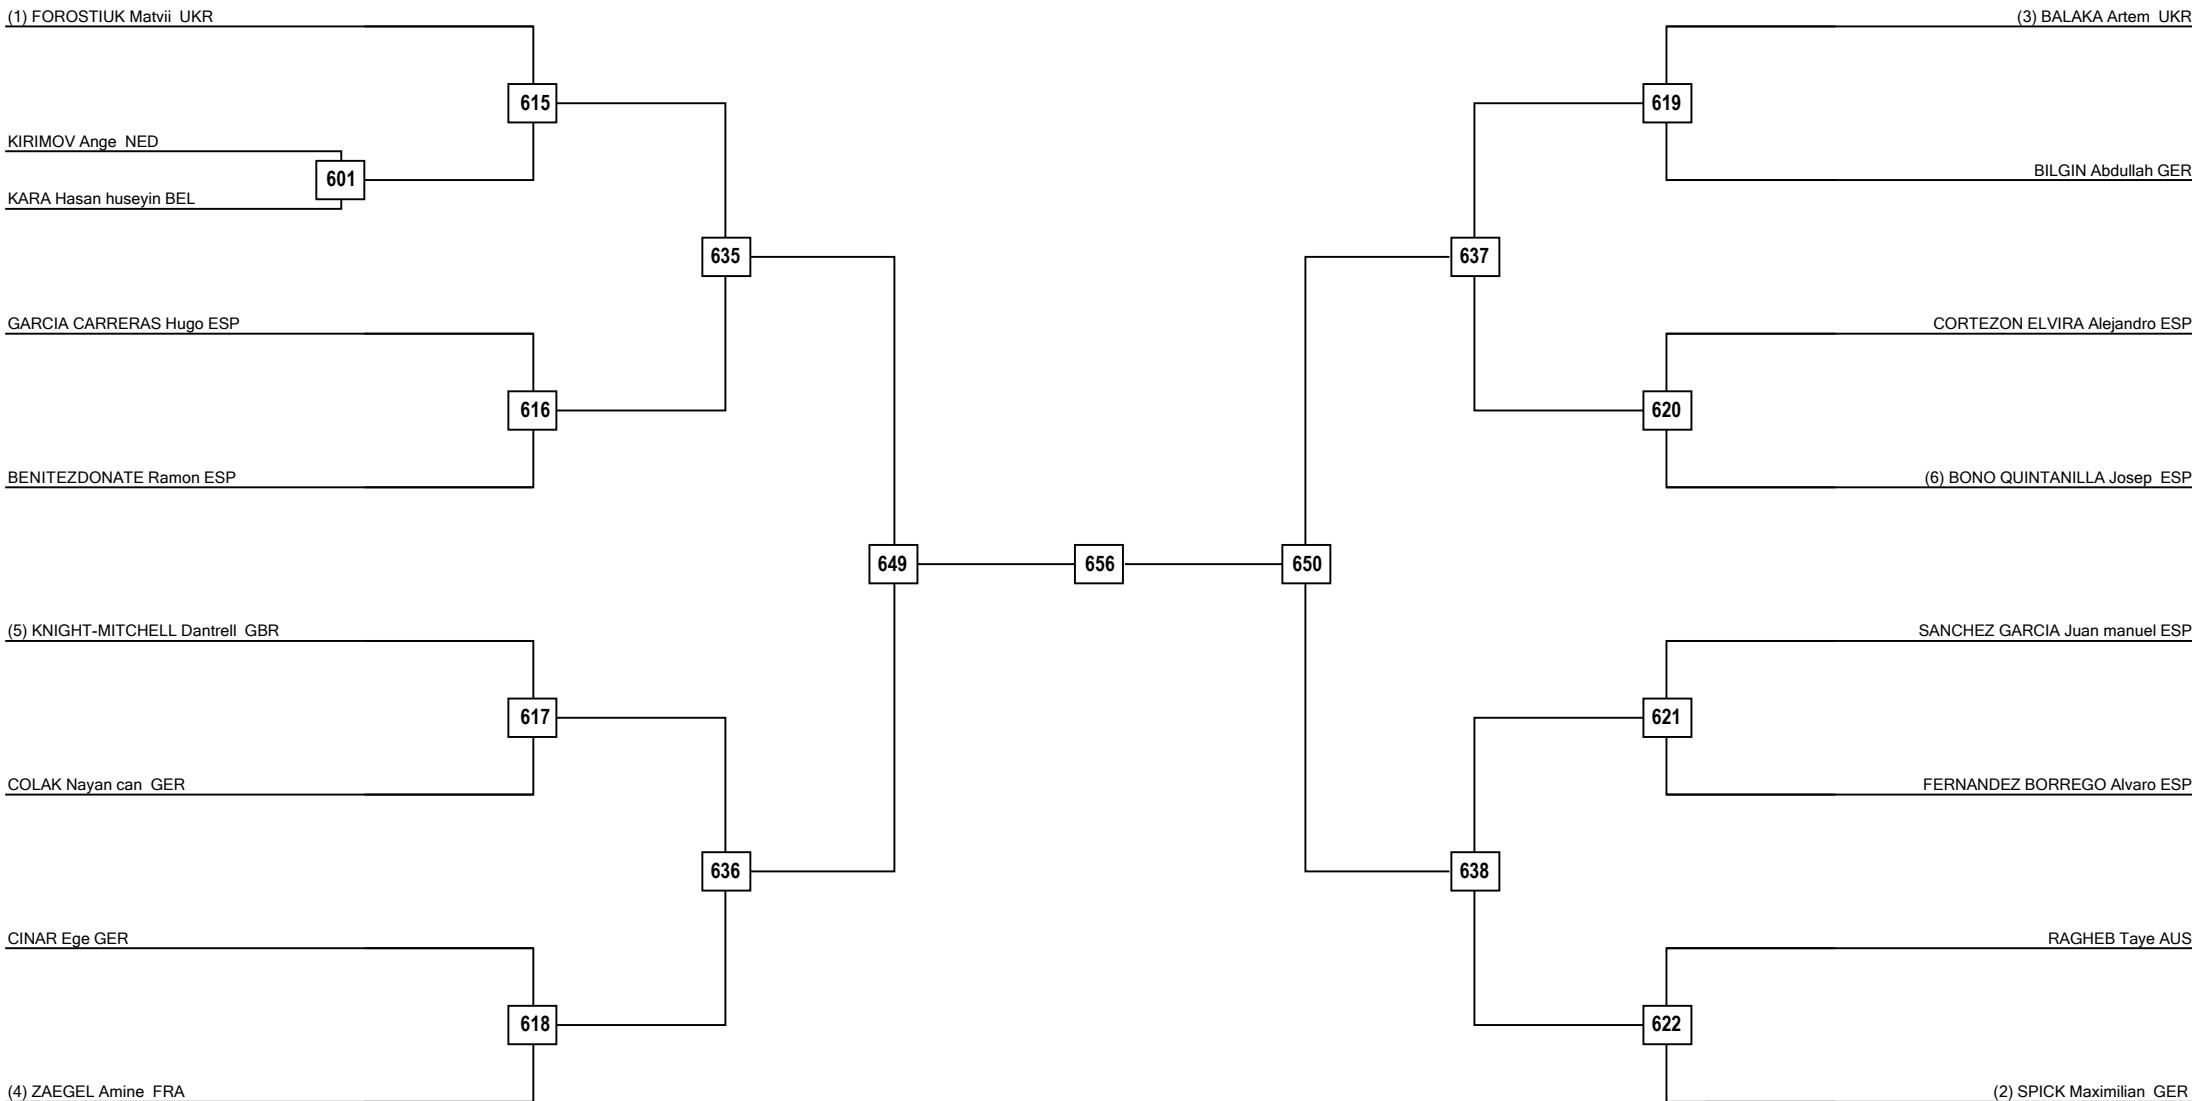 (1) FOROSTIUK Matvii UKR
(3) BALAKA Artem UKR
615
619
KIRIMOV Ange NED
601
BILGIN Abdullah GER
KARA Hasan huseyin BEL
635
637
GARCIA CARRERAS Hugo ESP
CORTEZON ELVIRA Alejandro ESP
616
620
BENITEZDONATE Ramon ESP
(6) BONO QUINTANILLA Josep ESP
649
656
650
(5) KNIGHT-MITCHELL Dantrell GBR
SANCHEZ GARCIA Juan manuel ESP
617
621
COLAK Nayan can GER
FERNANDEZ BORREGO Alvaro ESP
636
638
CINAR Ege GER
RAGHEB Taye AUS
618
622
(4) ZAEGEL Amine FRA
(2) SPICK Maximilian GER